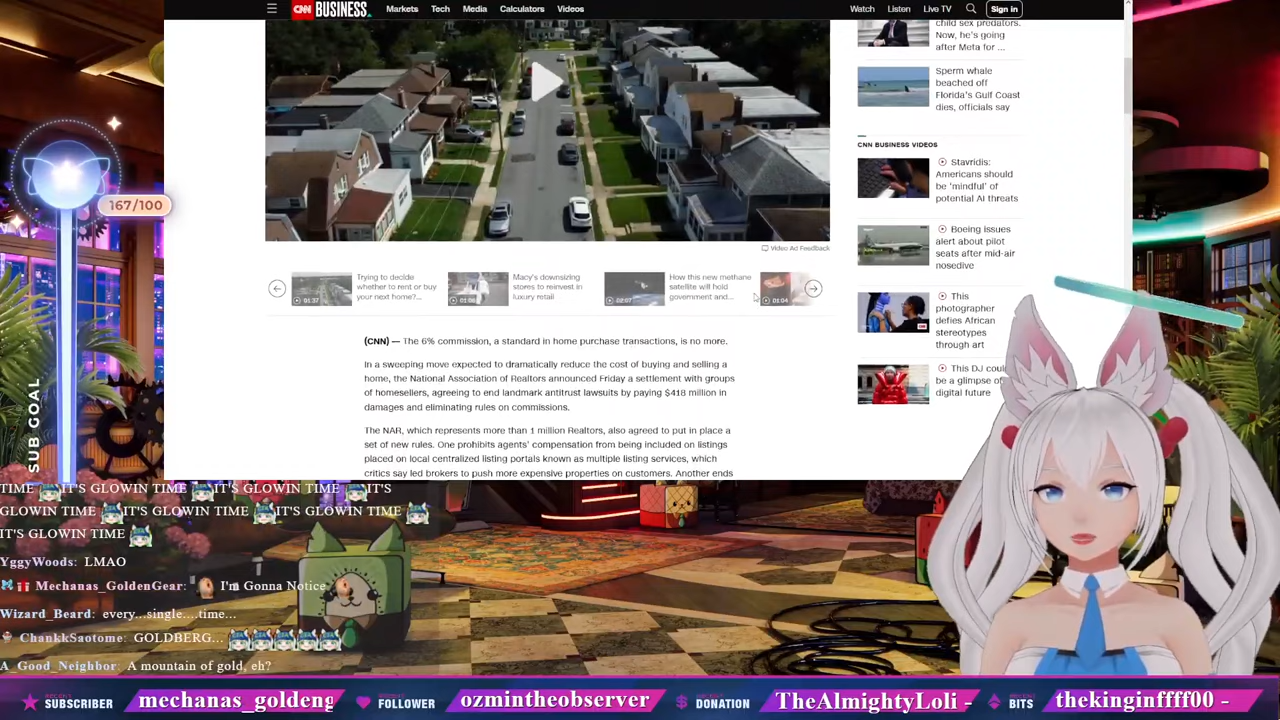 CNN BUSINESS Markets Tech Media Calculators Videos Watch Listen Live TV Sign in
child sex predators.
Now, he's going
after Meta for ...
Sperm whale
beached off
Florida's Gulf Coast
dies, officials say
CNN BUSINESS VIDEOS
Stavridis:
Americans should
be 'mindful' of
potential AI threats
Boeing issues
alert about pilot
seats after mid-air
nosedive
This
photographer
defies African
stereotypes
through art
This DJ could
be a glimpse of
digital future
Video Ad Feedback
01:37
Trying to decide
whether to rent or buy
your next home?...
01:08
Macy's downsizing
stores to reinvest in
luxury retail
02:07
How this new methane
satellite will hold
government and...
01:04
(CNN) — The 6% commission, a standard in home purchase transactions, is no more.
In a sweeping move expected to dramatically reduce the cost of buying and selling a
home, the National Association of Realtors announced Friday a settlement with groups
of homesellers, agreeing to end landmark antitrust lawsuits by paying $418 million in
damages and eliminating rules on commissions.
The NAR, which represents more than 1 million Realtors, also agreed to put in place a
set of new rules. One prohibits agents' compensation from being included on listings
placed on local centralized listing portals known as multiple listing services, which
critics say led brokers to push more expensive properties on customers. Another ends
167/100
SUB GOAL
TIME IT'S GLOWIN TIME IT'S GLOWIN TIME IT'S
GLOWIN TIME IT'S GLOWIN TIME IT'S GLOWIN TIME
IT'S GLOWIN TIME
YggyWoods: LMAO
Mechanas_GoldenGear: I'm Gonna Notice
Wizard_Beard: every...single....time...
ChankkSaotome: GOLDBERG...
A_Good_Neighbor: A mountain of gold, eh?
RECENT SUBSCRIBER mechanas_goldeng
RECENT FOLLOWER ozmintheobserver
RECENT DONATION TheAlmightyLoli -
RECENT BITS thekinginffff00 -